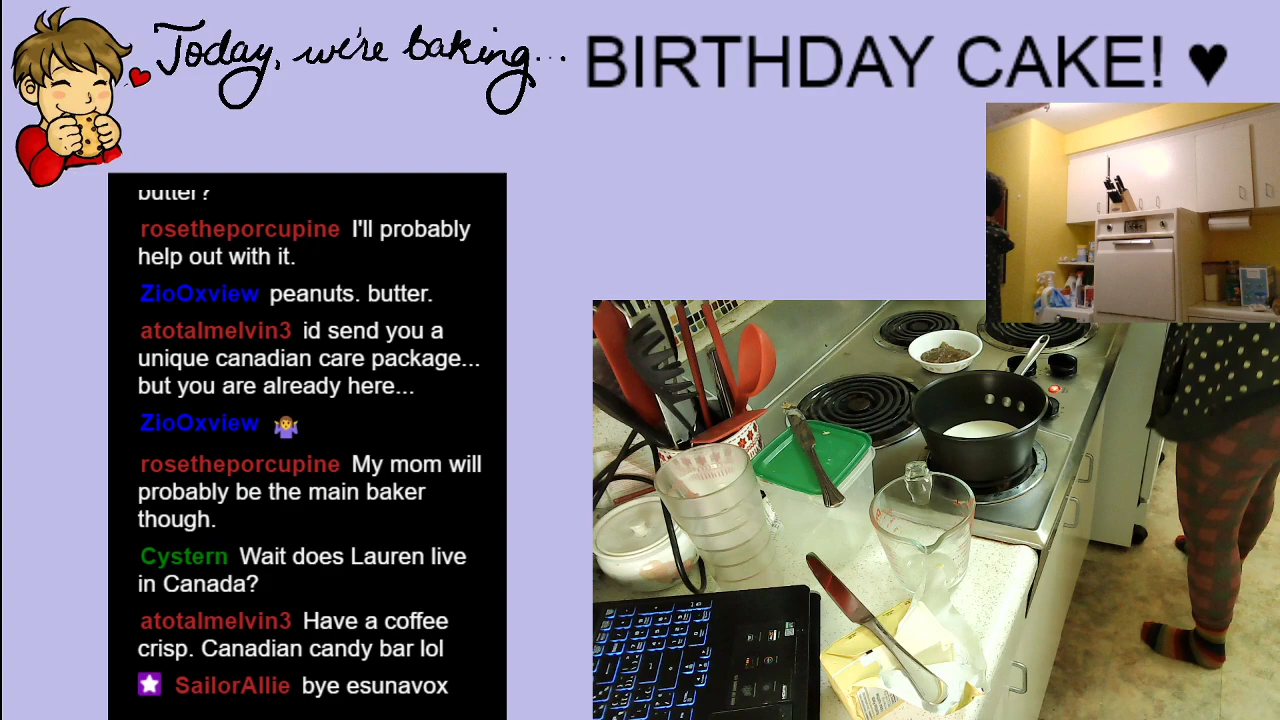 Today, we're baking... BIRTHDAY CAKE! ♥
butter?
rosetheporcupine I'll probably
help out with it.
ZioOxview peanuts. butter.
atotalmelvin3 id send you a
unique canadian care package...
but you are already here...
ZioOxview 🤷
rosetheporcupine My mom will
probably be the main baker
though.
Cystern Wait does Lauren live
in Canada?
atotalmelvin3 Have a coffee
crisp. Canadian candy bar lol
SailorAllie bye esunavox